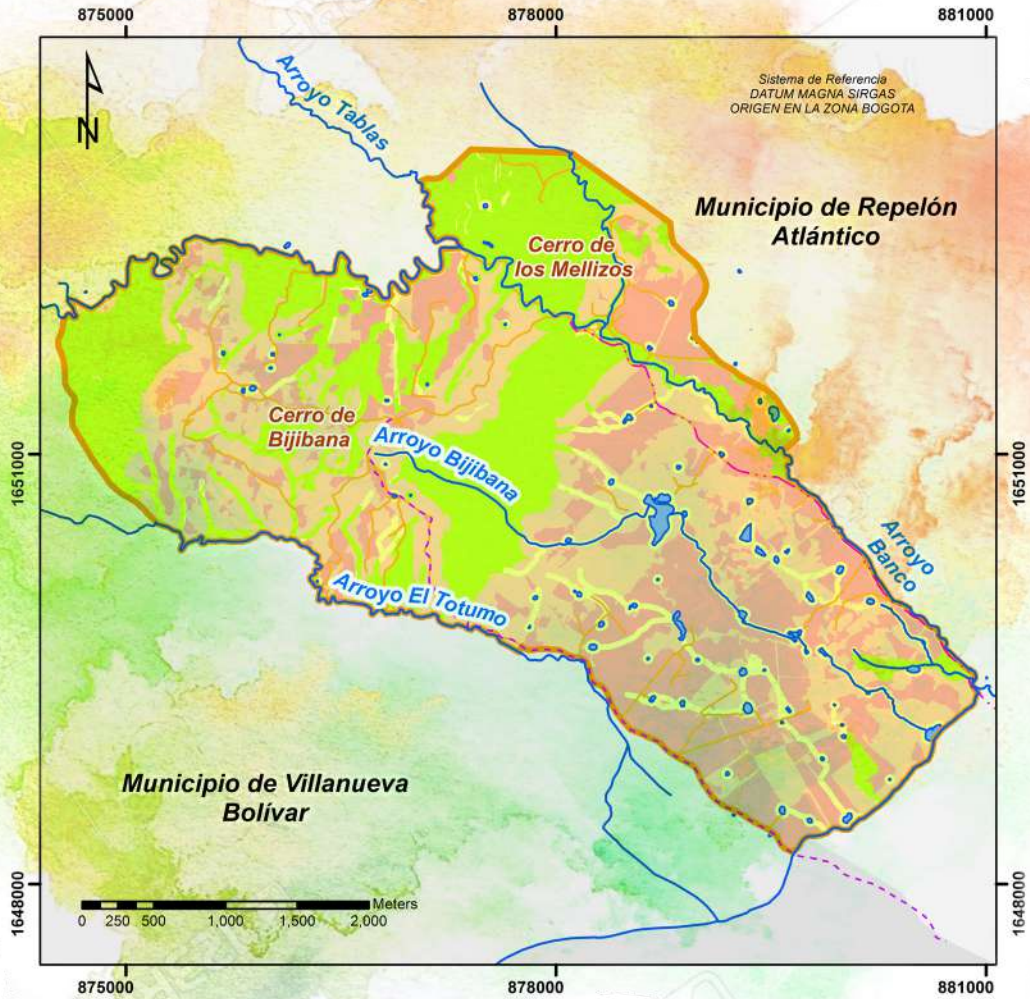 875000
878000
881000
N
Arroyo Tablas
Sistema de Referencia
DATUM MAGNA SIRGAS
ORIGEN EN LA ZONA BOGOTA
Municipio de Repelón
Atlántico
Cerro de
los Mellizos
Cerro de
Bijibana
Arroyo Bijibana
1651000
1651000
Arroyo
Banco
Arroyo El Totumo
Municipio de Villanueva
Bolívar
1648000
1648000
Meters
0 250 500 1,000 1,500 2,000
875000
878000
881000